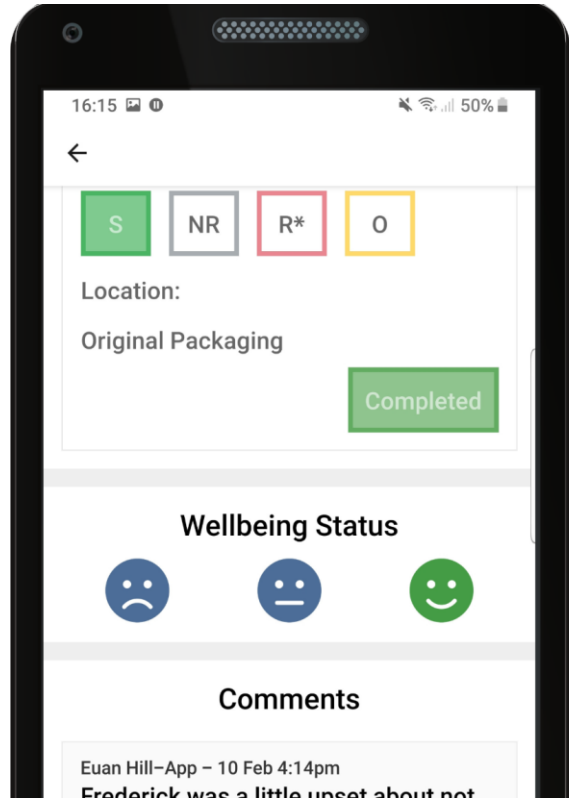 16:15 50%
S NR R* O
Location:
Original Packaging
Completed
Wellbeing Status
Comments
Euan Hill–App – 10 Feb 4:14pm
Frederick was a little upset about not